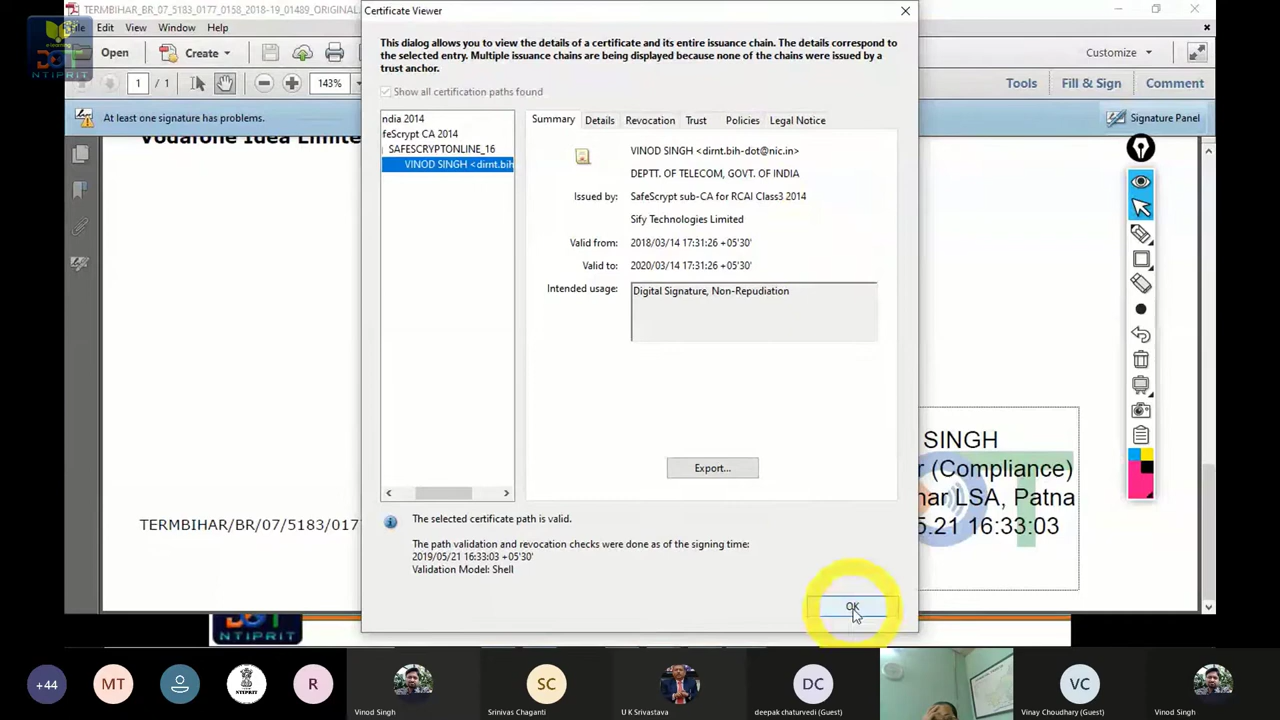 TERMBIHAR_BR_07_5183_0177_0158_2018-19_01489_ORIGINAL
Certificate Viewer
File Edit View Window Help
e-learning
NTIPRIT
Open
Create
Customize
1 / 1
143%
Tools
Fill & Sign
Comment
At least one signature has problems.
Signature Panel
This dialog allows you to view the details of a certificate and its entire issuance chain. The details correspond to
the selected entry. Multiple issuance chains are being displayed because none of the chains were issued by a
trust anchor.
Show all certification paths found
ndia 2014
feScrypt CA 2014
SAFESCRYPTONLINE_16
VINOD SINGH <dirnt.bih
Summary Details Revocation Trust Policies Legal Notice
VINOD SINGH <dirnt.bih-dot@nic.in>
DEPTT. OF TELECOM, GOVT. OF INDIA
Issued by: SafeScrypt sub-CA for RCAI Class3 2014
Sify Technologies Limited
Valid from: 2018/03/14 17:31:26 +05'30'
Valid to: 2020/03/14 17:31:26 +05'30'
Intended usage: Digital Signature, Non-Repudiation
Export...
The selected certificate path is valid.
The path validation and revocation checks were done as of the signing time:
2019/05/21 16:33:03 +05'30'
Validation Model: Shell
OK
Vodafone Idea Limite
SINGH
r (Compliance)
ar LSA, Patna
5.21 16:33:03
TERMBIHAR/BR/07/5183/017
NTIPRIT
+44
MT
NTIPRIT
R
Vinod Singh
SC
Srinivas Chaganti
U K Srivastava
DC
deepak chaturvedi (Guest)
VC
Vinay Choudhary (Guest)
Vinod Singh